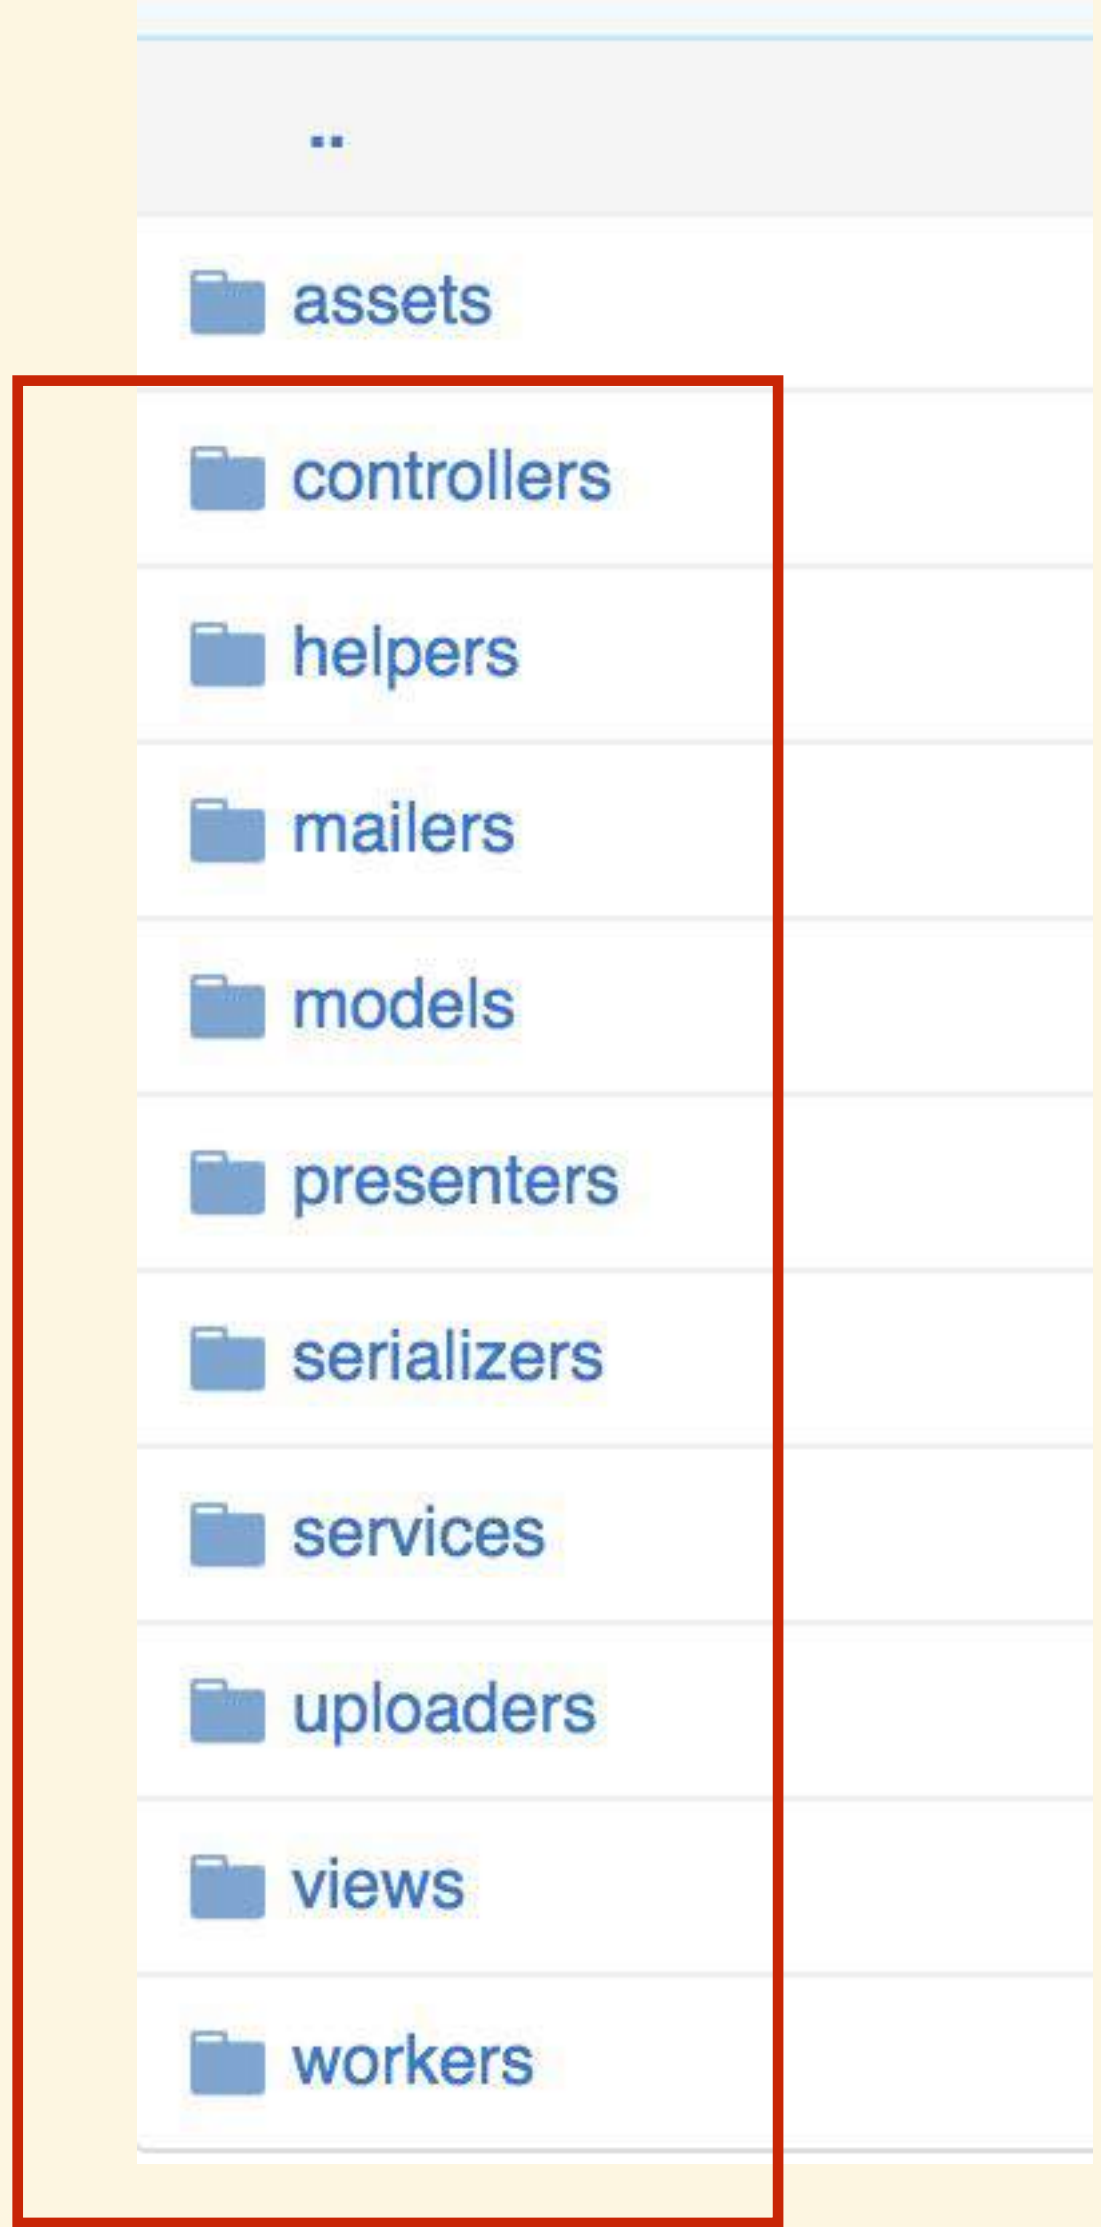 ..
assets
controllers
helpers
mailers
models
presenters
serializers
services
uploaders
views
workers